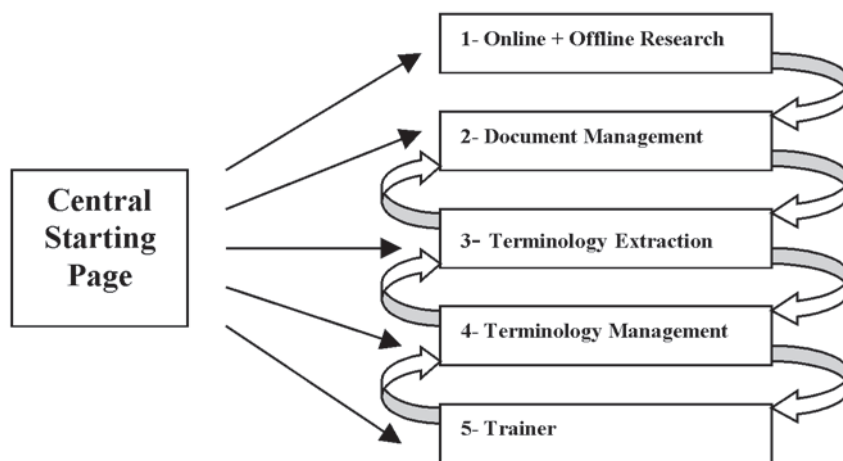 Central
Starting
Page
1- Online + Offline Research
2- Document Management
3- Terminology Extraction
4- Terminology Management
5- Trainer